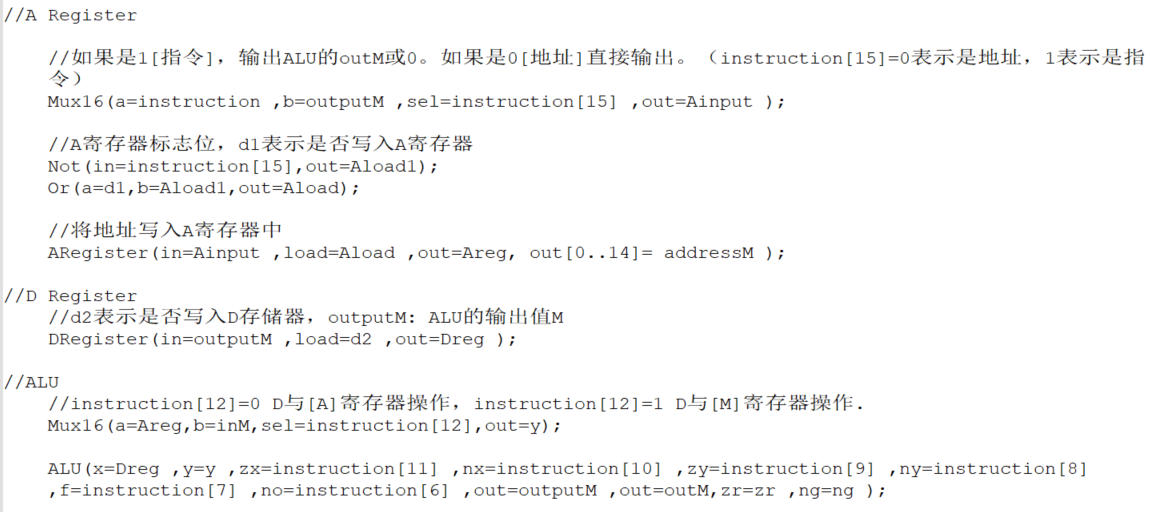 //A Register
//如果是1[指令]，输出ALU的outM或0。如果是0[地址]直接输出。（instruction[15]=0表示是地址，1表示是指
令）
Mux16(a=instruction ,b=outputM ,sel=instruction[15] ,out=Ainput );
//A寄存器标志位，d1表示是否写入A寄存器
Not(in=instruction[15],out=Aload1);
Or(a=d1,b=Aload1,out=Aload);
//将地址写入A寄存器中
ARegister(in=Ainput ,load=Aload ,out=Areg, out[0..14]= addressM );
//D Register
//d2表示是否写入D存储器，outputM: ALU的输出值M
DRegister(in=outputM ,load=d2 ,out=Dreg );
//ALU
//instruction[12]=0 D与[A]寄存器操作，instruction[12]=1 D与[M]寄存器操作.
Mux16(a=Areg,b=inM,sel=instruction[12],out=y);
ALU(x=Dreg ,y=y ,zx=instruction[11] ,nx=instruction[10] ,zy=instruction[9] ,ny=instruction[8]
,f=instruction[7] ,no=instruction[6] ,out=outputM ,out=outM,zr=zr ,ng=ng );